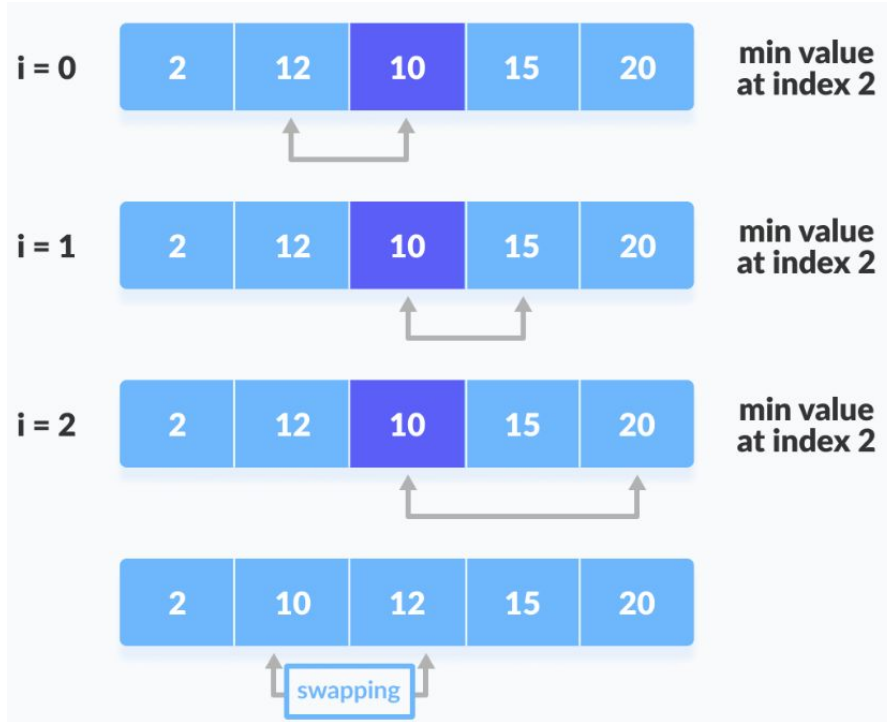 i = 0
2 12 10 15 20
min value
at index 2
i = 1
2 12 10 15 20
min value
at index 2
i = 2
2 12 10 15 20
min value
at index 2
2 10 12 15 20
swapping